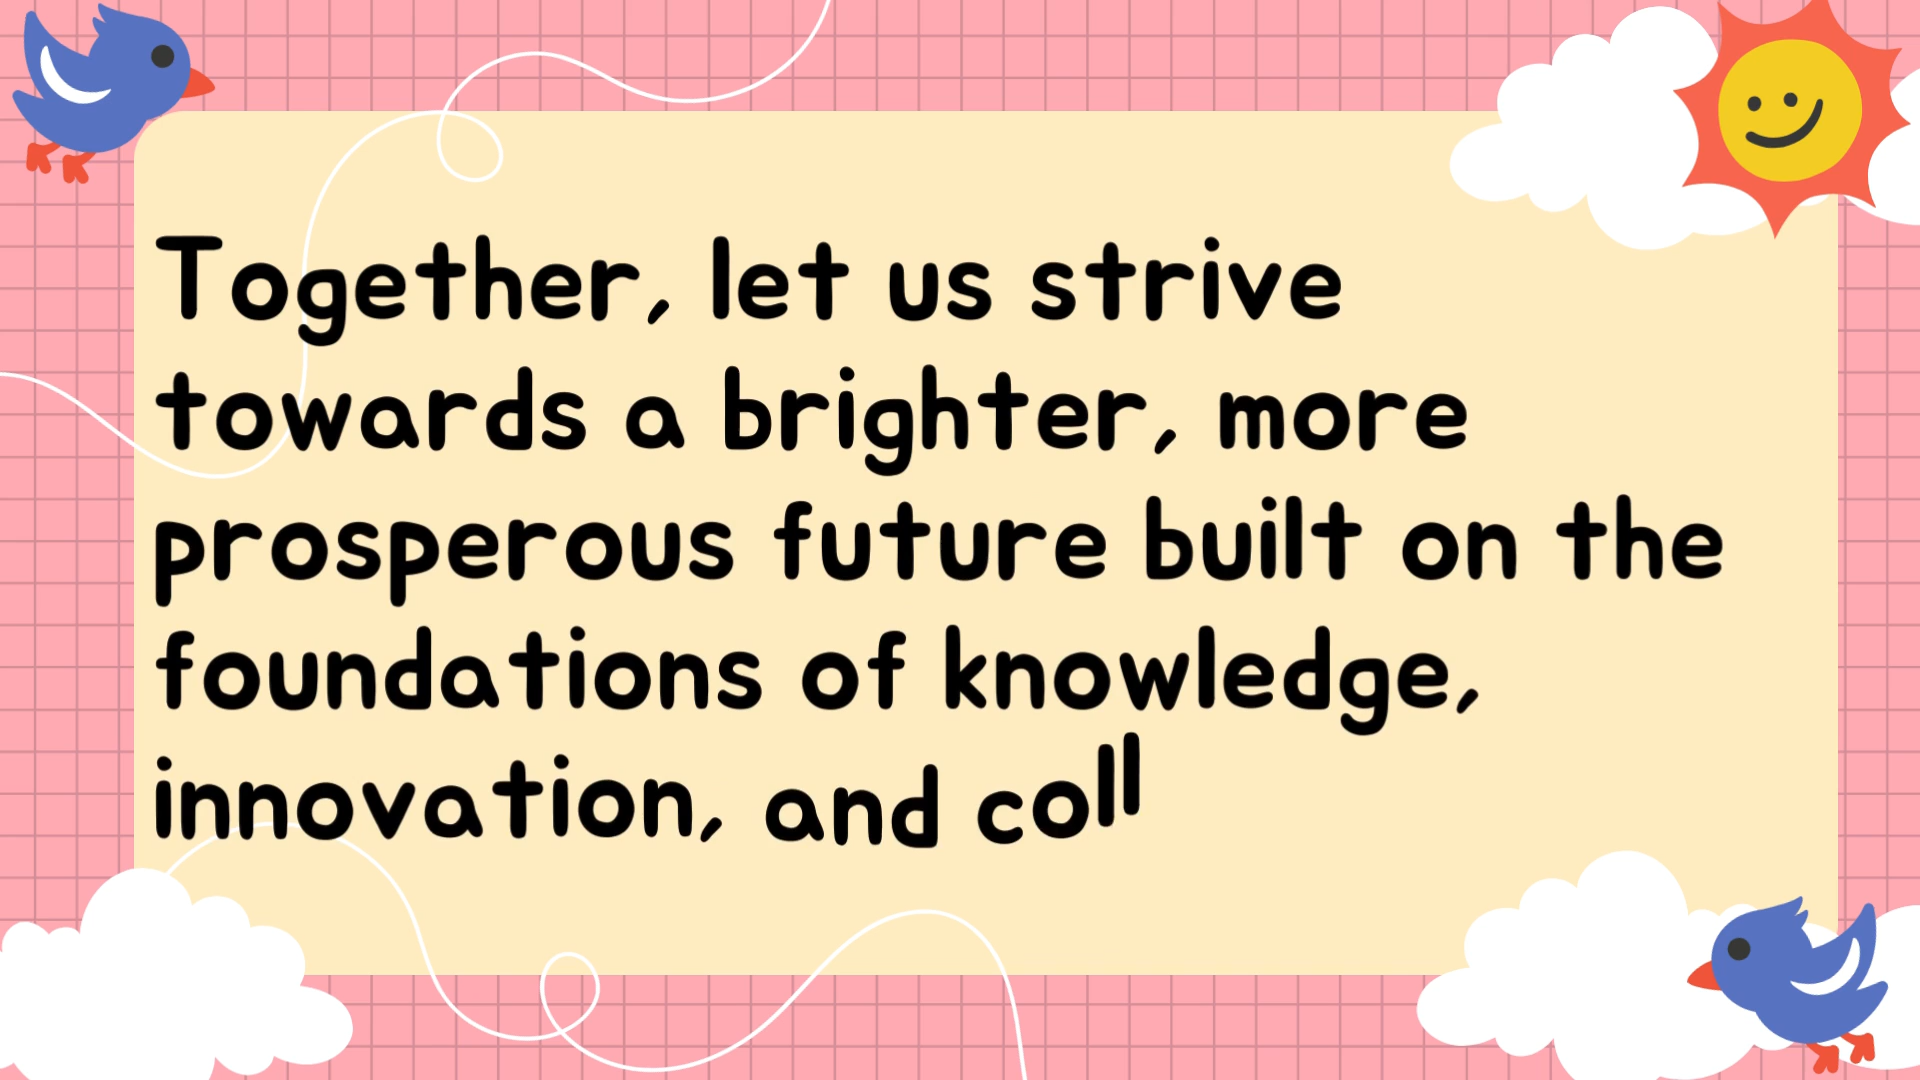 Together, let us strive
towards a brighter, more
prosperous future built on the
foundations of knowledge,
innovation, and coll